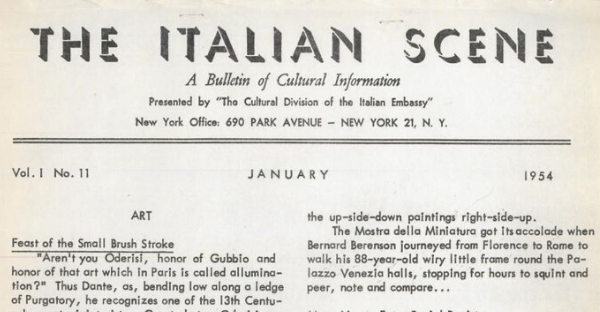 THE ITALIAN SCENE
A Bulletin of Cultural Information
Presented by "The Cultural Division of the Italian Embassy"
New York Office: 690 PARK AVENUE – NEW YORK 21, N. Y.
Vol. I No. 11 JANUARY 1954
ART
Feast of the Small Brush Stroke
"Aren't you Oderisi, honor of Gubbio and
honor of that art which in Paris is called allumina-
tion?" Thus Dante, as, bending low along a ledge
of Purgatory, he recognizes one of the 13th Centu-
the up-side-down paintings right-side-up.
The Mostra della Miniatura got its accolade when
Bernard Berenson journeyed from Florence to Rome to
walk his 88-year-old wiry little frame round the Pa-
lazzo Venezia halls, stopping for hours to squint and
peer, note and compare...